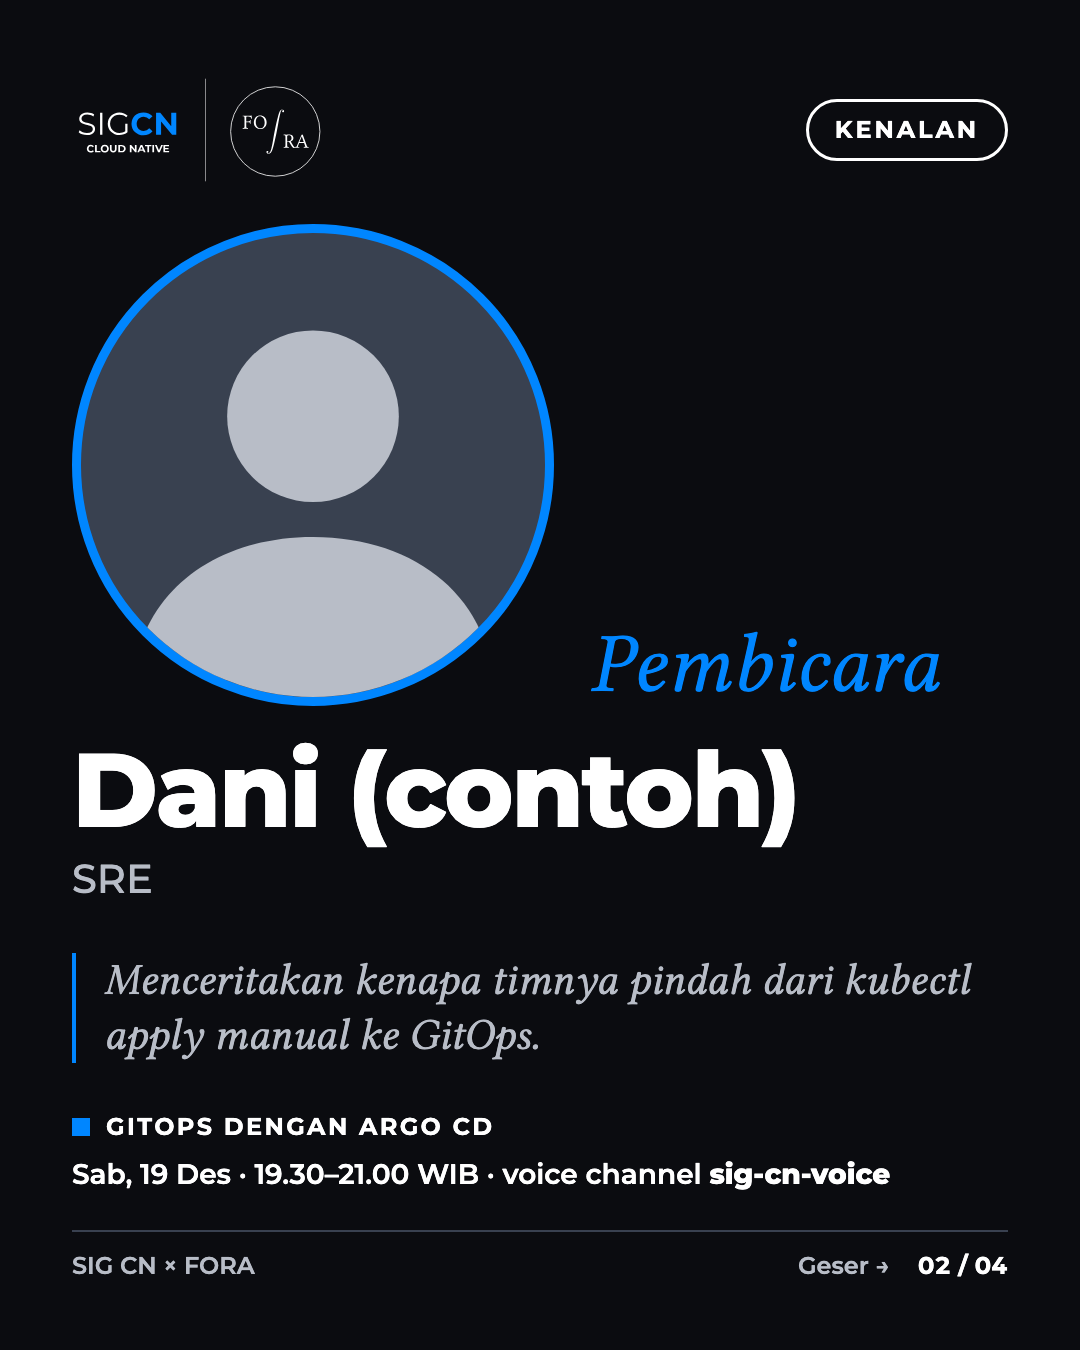 SIGCN
CLOUD NATIVE
FO RA
KENALAN
Pembicara
Dani (contoh)
SRE
Menceritakan kenapa timnya pindah dari kubectl
apply manual ke GitOps.
GITOPS DENGAN ARGO CD
Sab, 19 Des · 19.30–21.00 WIB · voice channel sig-cn-voice
SIG CN × FORA
Geser → 02 / 04